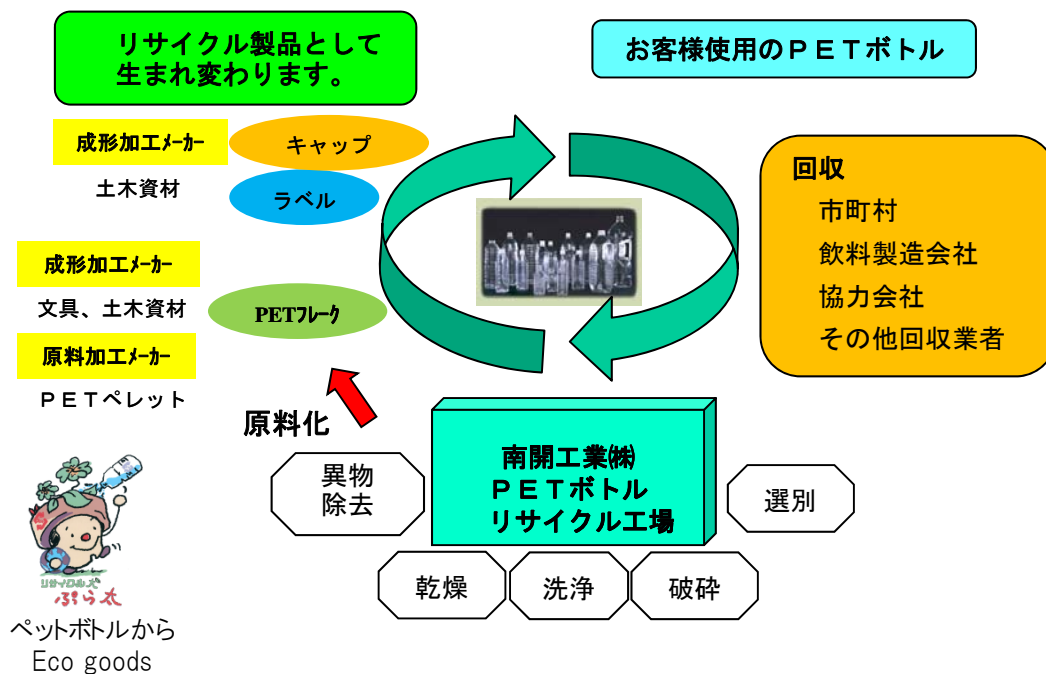 リサイクル製品として
生まれ変わります。
お客様使用のＰＥＴボトル
成形加工ﾒｰｶｰ
キャップ
土木資材
ラベル
回収
市町村
飲料製造会社
協力会社
その他回収業者
成形加工ﾒｰｶｰ
文具、土木資材
PETﾌﾚｰｸ
原料加工ﾒｰｶｰ
ＰＥＴペレット
原料化
南開工業㈱
ＰＥＴボトル
リサイクル工場
異物
除去
選別
乾燥
洗浄
破砕
リサイクル犬
ぷら太
ペットボトルから
Eco goods